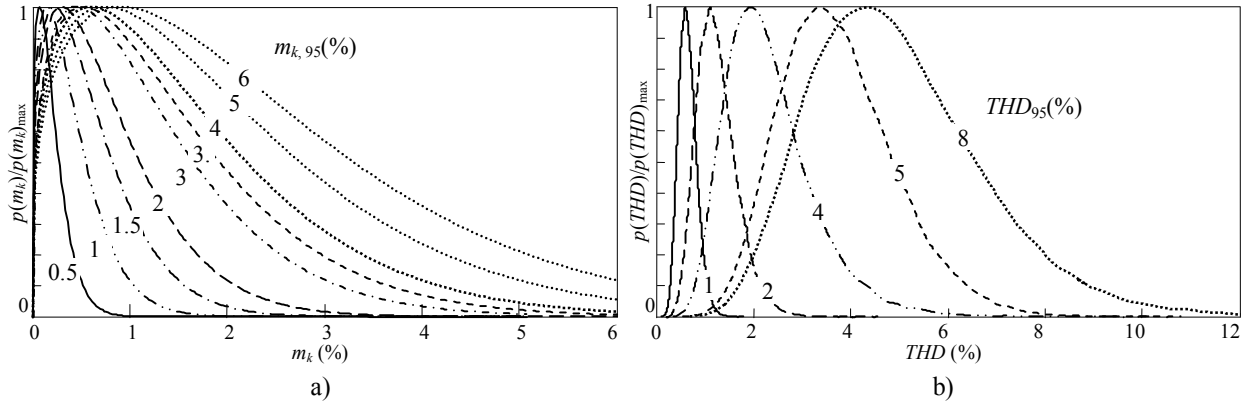 p(m_k)/p(m_k)_max
1
0
m_{k, 95}(%)
6
5
4
3
3
2
1.5
1
0.5
0 1 2 3 4 5 6
m_k (%)
a)
p(THD)/p(THD)_max
1
0
THD_95(%)
8
5
4
2
1
0 2 4 6 8 10 12
THD (%)
b)